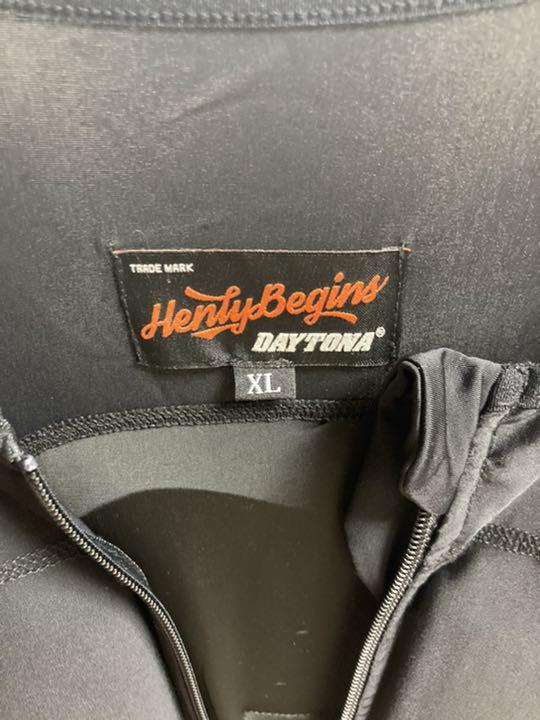 TRADE MARK
HenlyBegins
DAYTONA®
XL